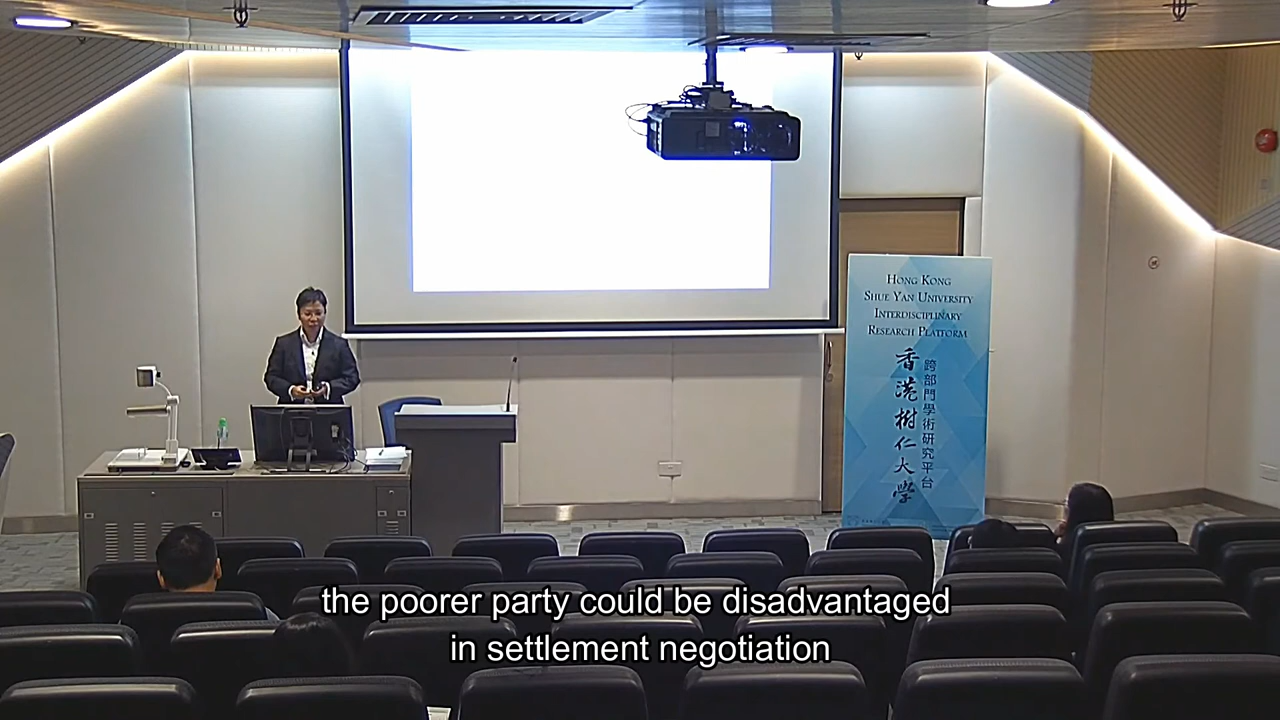 HONG KONG
SHUE YAN UNIVERSITY
INTERDISCIPLINARY
RESEARCH PLATFORM
香港樹仁大學
跨部門學術研究平台
the poorer party could be disadvantaged
in settlement negotiation